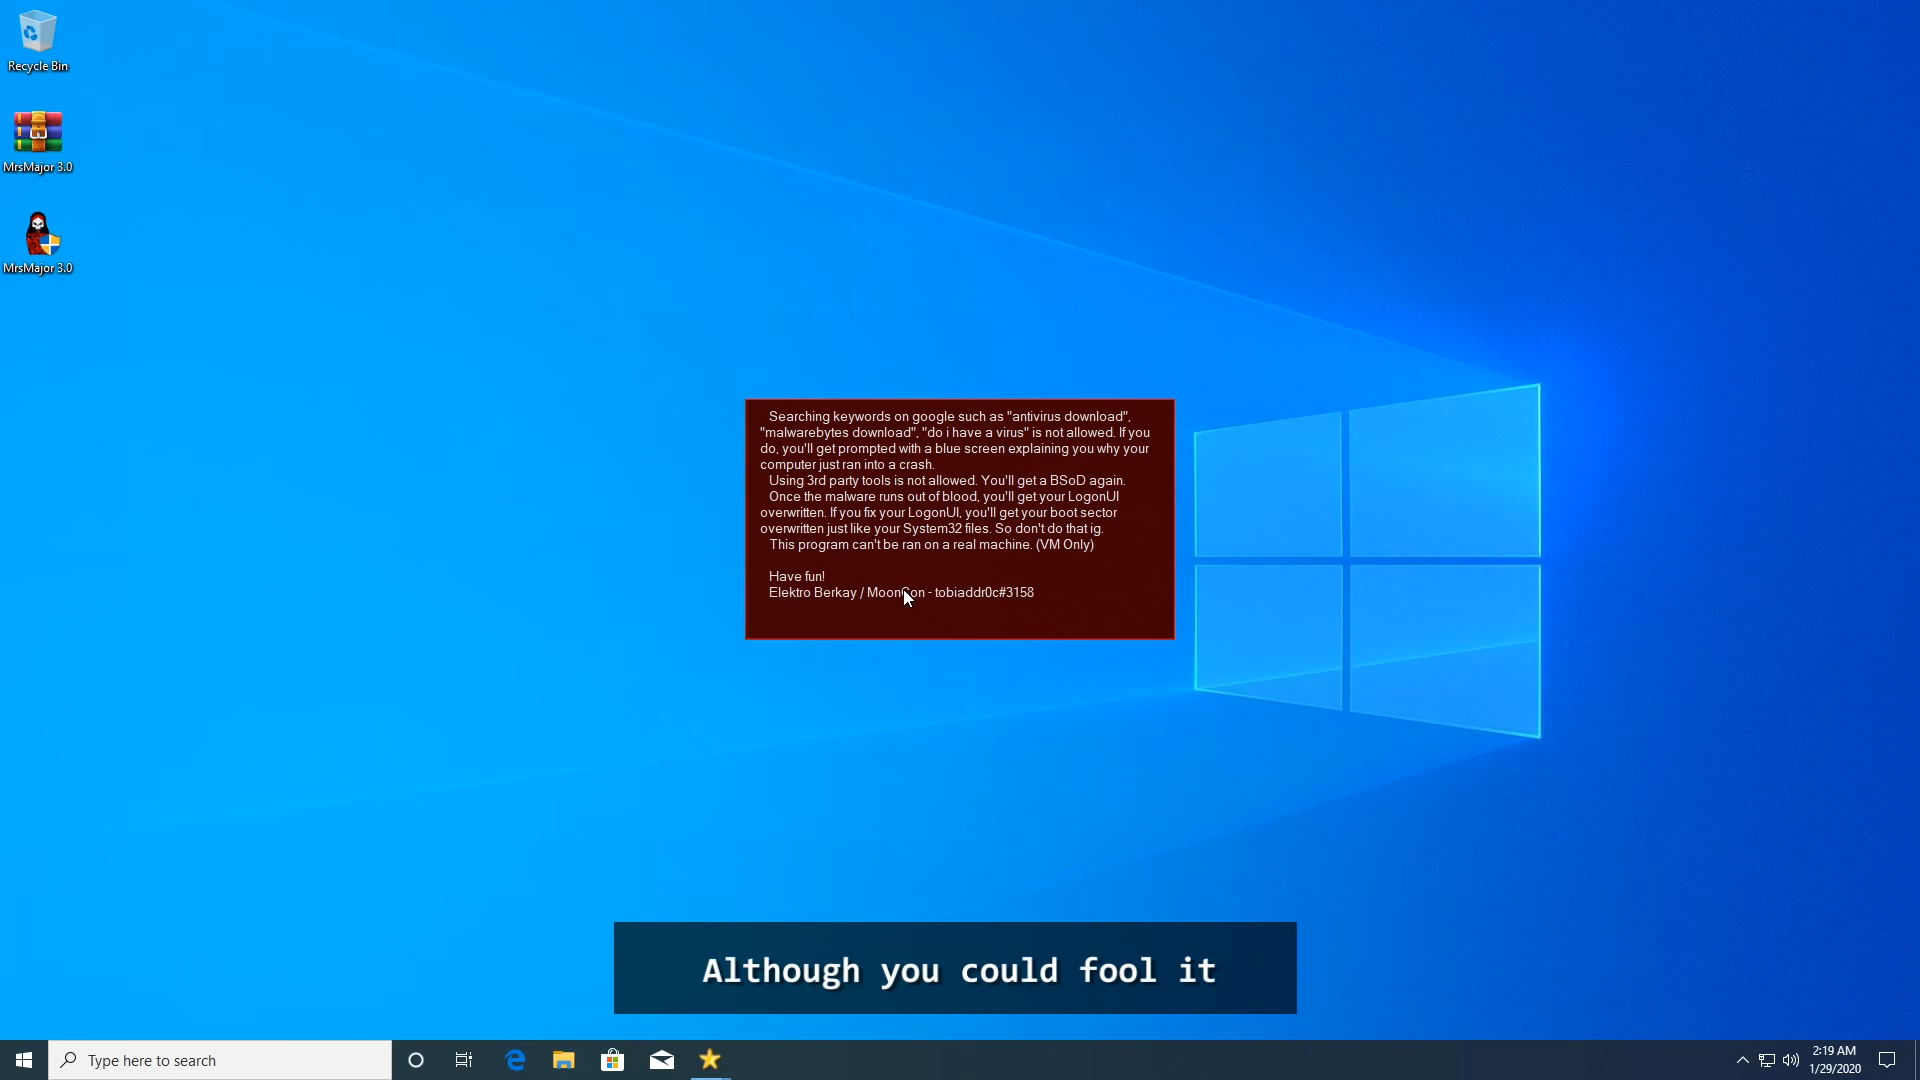 Recycle Bin
MrsMajor 3.0
MrsMajor 3.0
Searching keywords on google such as "antivirus download",
"malwarebytes download", "do i have a virus" is not allowed. If you
do, you'll get prompted with a blue screen explaining you why your
computer just ran into a crash.
Using 3rd party tools is not allowed. You'll get a BSoD again.
Once the malware runs out of blood, you'll get your LogonUI
overwritten. If you fix your LogonUI, you'll get your boot sector
overwritten just like your System32 files. So don't do that ig.
This program can't be ran on a real machine. (VM Only)
Have fun!
Elektro Berkay / MoonCon - tobiaddr0c#3158
Although you could fool it
Type here to search
2:19 AM
1/29/2020